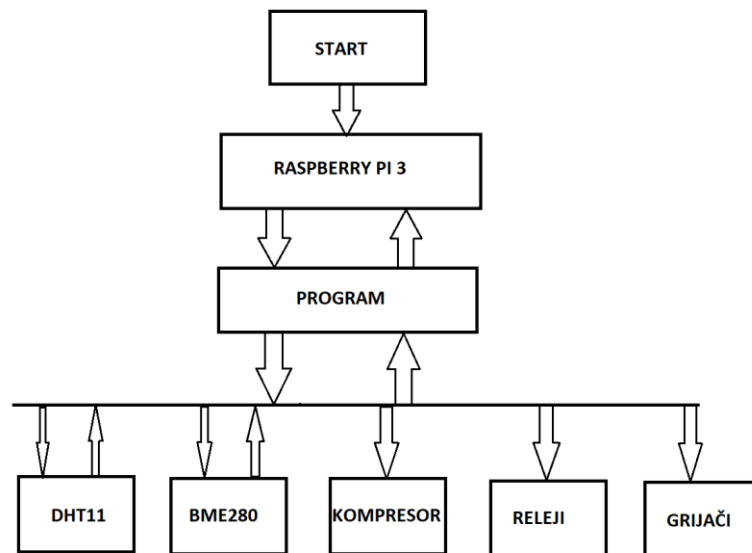 START
RASPBERRY PI 3
PROGRAM
DHT11
BME280
KOMPRESOR
RELEJI
GRIJAČI